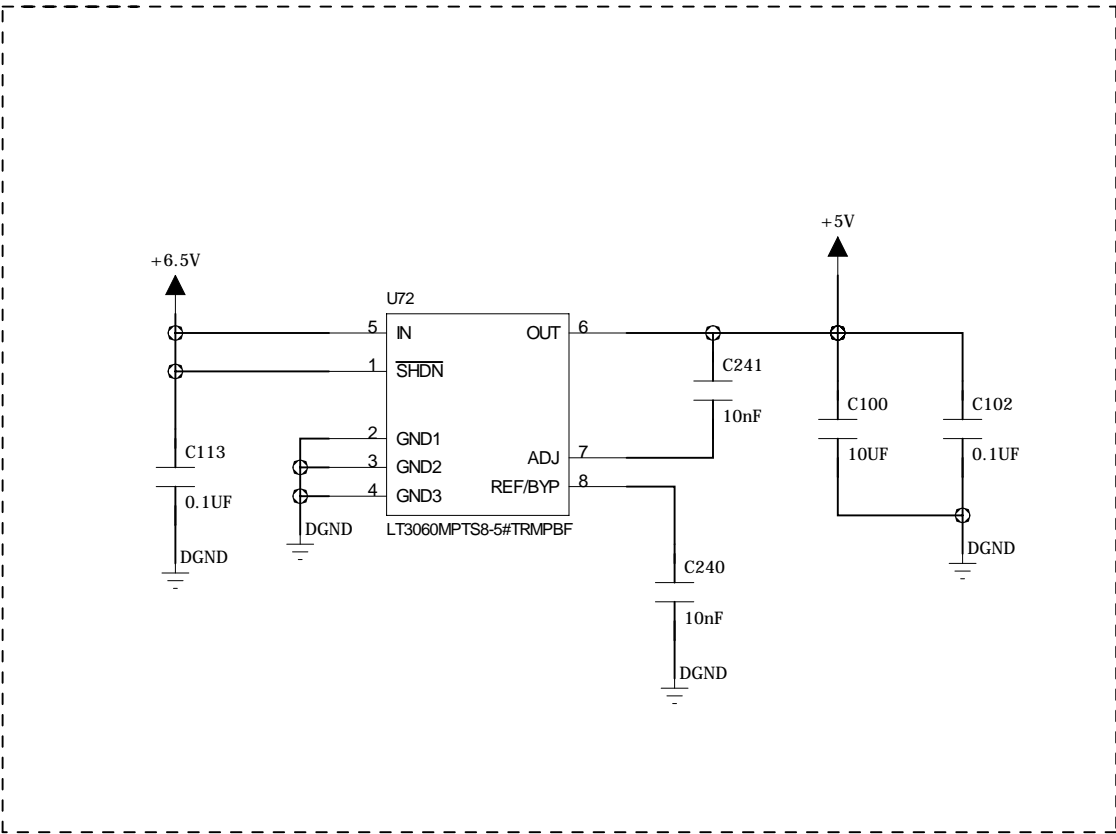 +5V
+6.5V
U72
5 IN OUT 6
1 SHDN
C241
10nF
C100
10UF
C102
0.1UF
2 GND1
3 GND2
4 GND3
ADJ 7
REF/BYP 8
C113
0.1UF
DGND
DGND
LT3060MPTS8-5#TRMPBF
DGND
C240
10nF
DGND